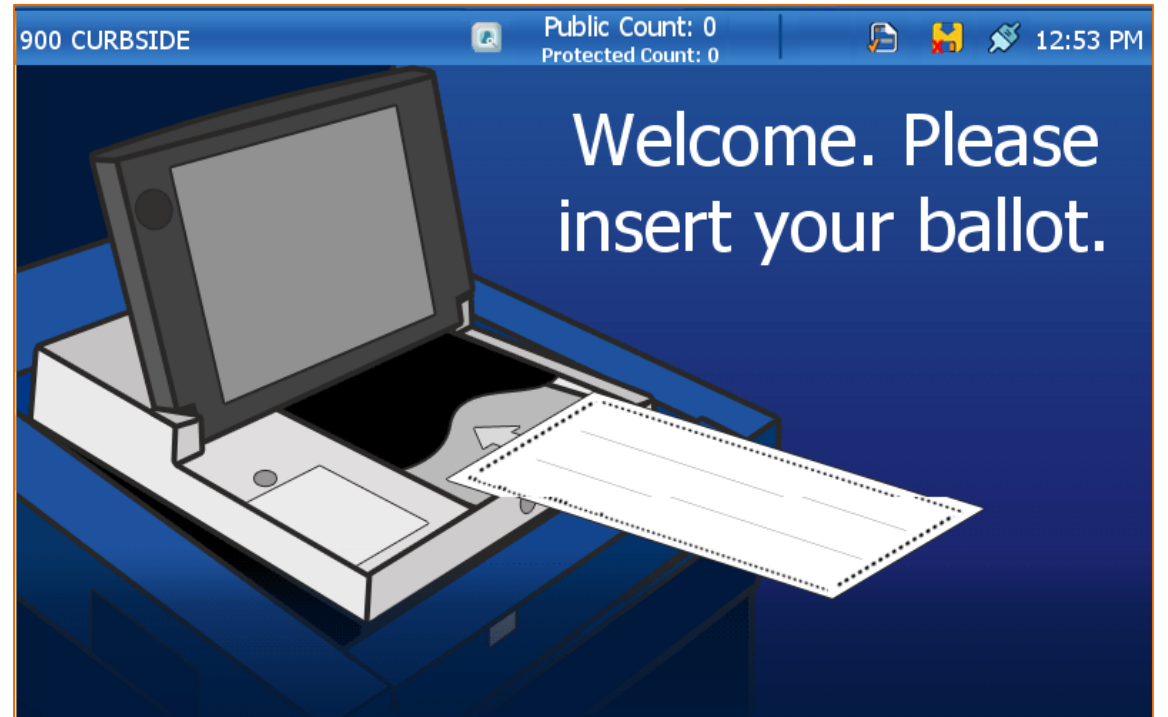 900 CURBSIDE
Public Count: 0
Protected Count: 0
12:53 PM
Welcome. Please
insert your ballot.